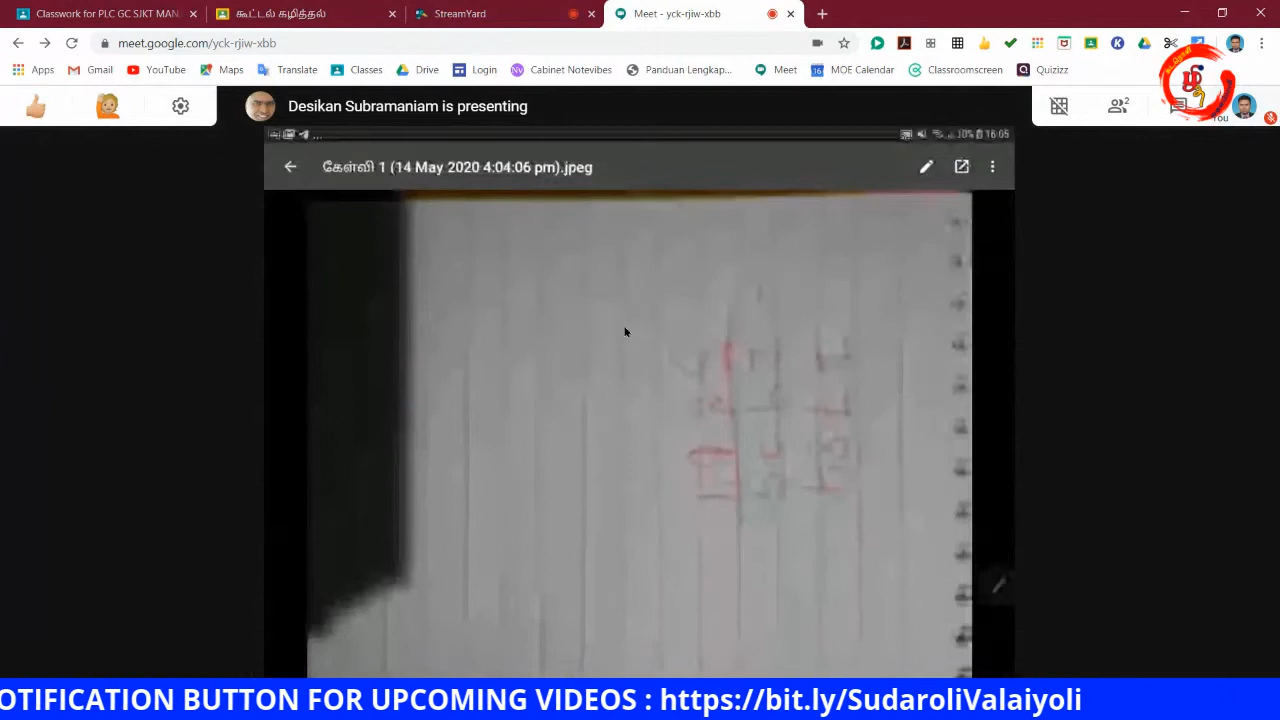 Classwork for PLC GC SJKT MAN
கூட்டல் கழித்தல்
StreamYard
Meet - yck-rjiw-xbb
meet.google.com/yck-rjiw-xbb
Apps
Gmail
YouTube
Maps
Translate
Classes
Drive
Login
Cabinet Notevibes
Panduan Lengkap...
Meet
MOE Calendar
Classroomscreen
Quizizz
Desikan Subramaniam is presenting
2
You
10% 16:05
கேள்வி 1 (14 May 2020 4:04:06 pm).jpeg
OTIFICATION BUTTON FOR UPCOMING VIDEOS : https://bit.ly/SudaroliValaiyoli